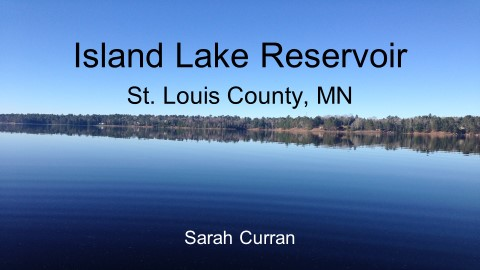 Island Lake Reservoir
St. Louis County, MN
Sarah Curran